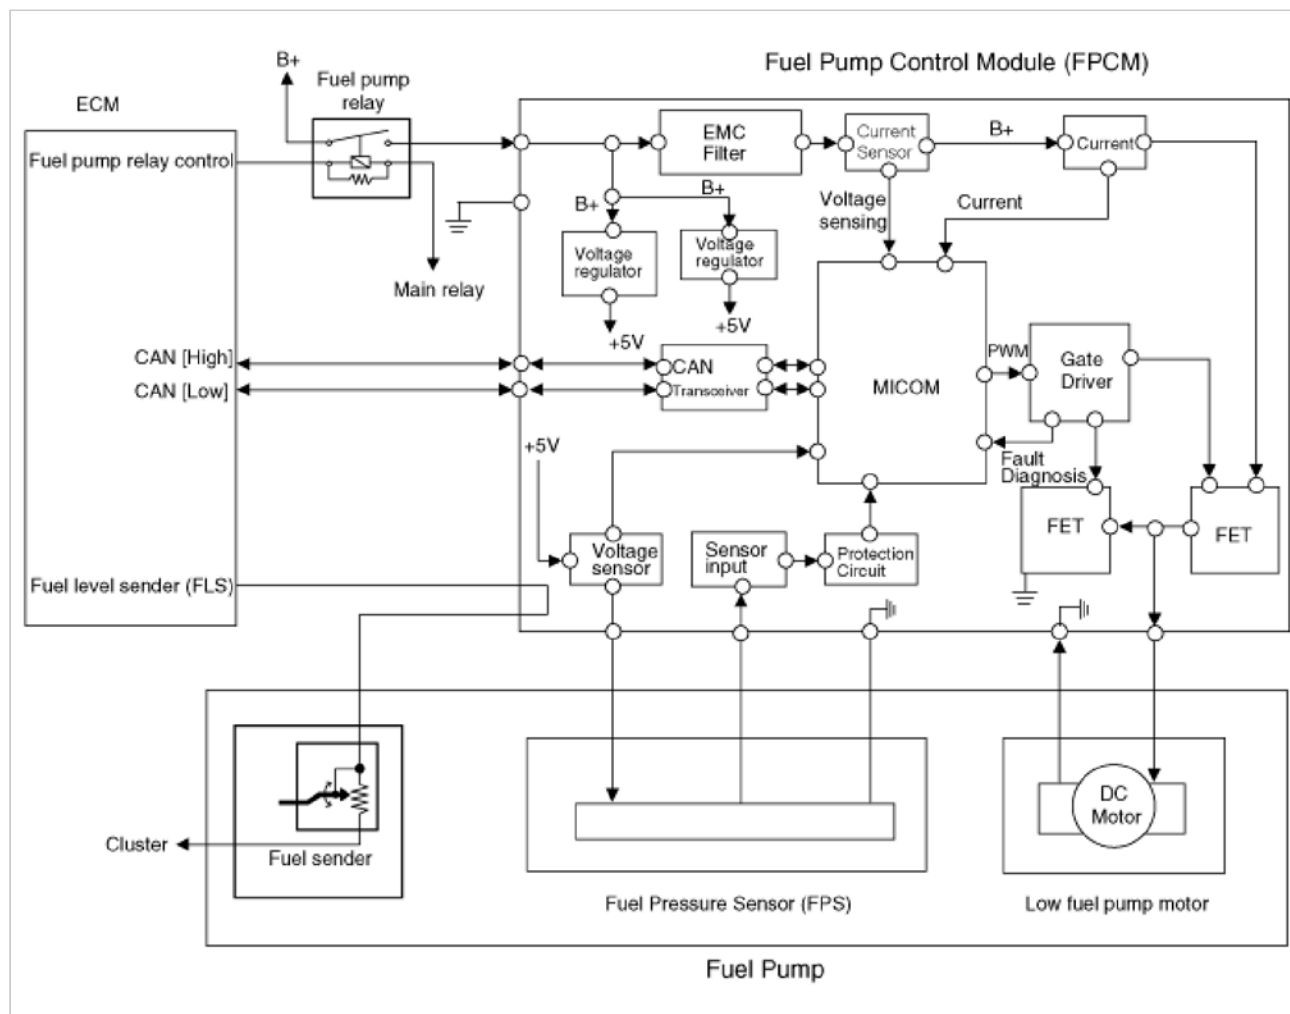 Fuel Pump Control Module (FPCM)
B+
Fuel pump
relay
ECM
Fuel pump relay control
Main relay
EMC
Filter
Current
Sensor
B+
Current
Voltage
sensing
Current
B+
B+
Voltage
regulator
Voltage
regulator
+5V
+5V
CAN [High]
CAN [Low]
CAN
Transceiver
MICOM
PWM
Gate
Driver
Fault
Diagnosis
+5V
FET
FET
Voltage
sensor
Sensor
input
Protection
Circuit
Fuel level sender (FLS)
Cluster
Fuel sender
DC
Motor
Fuel Pressure Sensor (FPS)
Low fuel pump motor
Fuel Pump